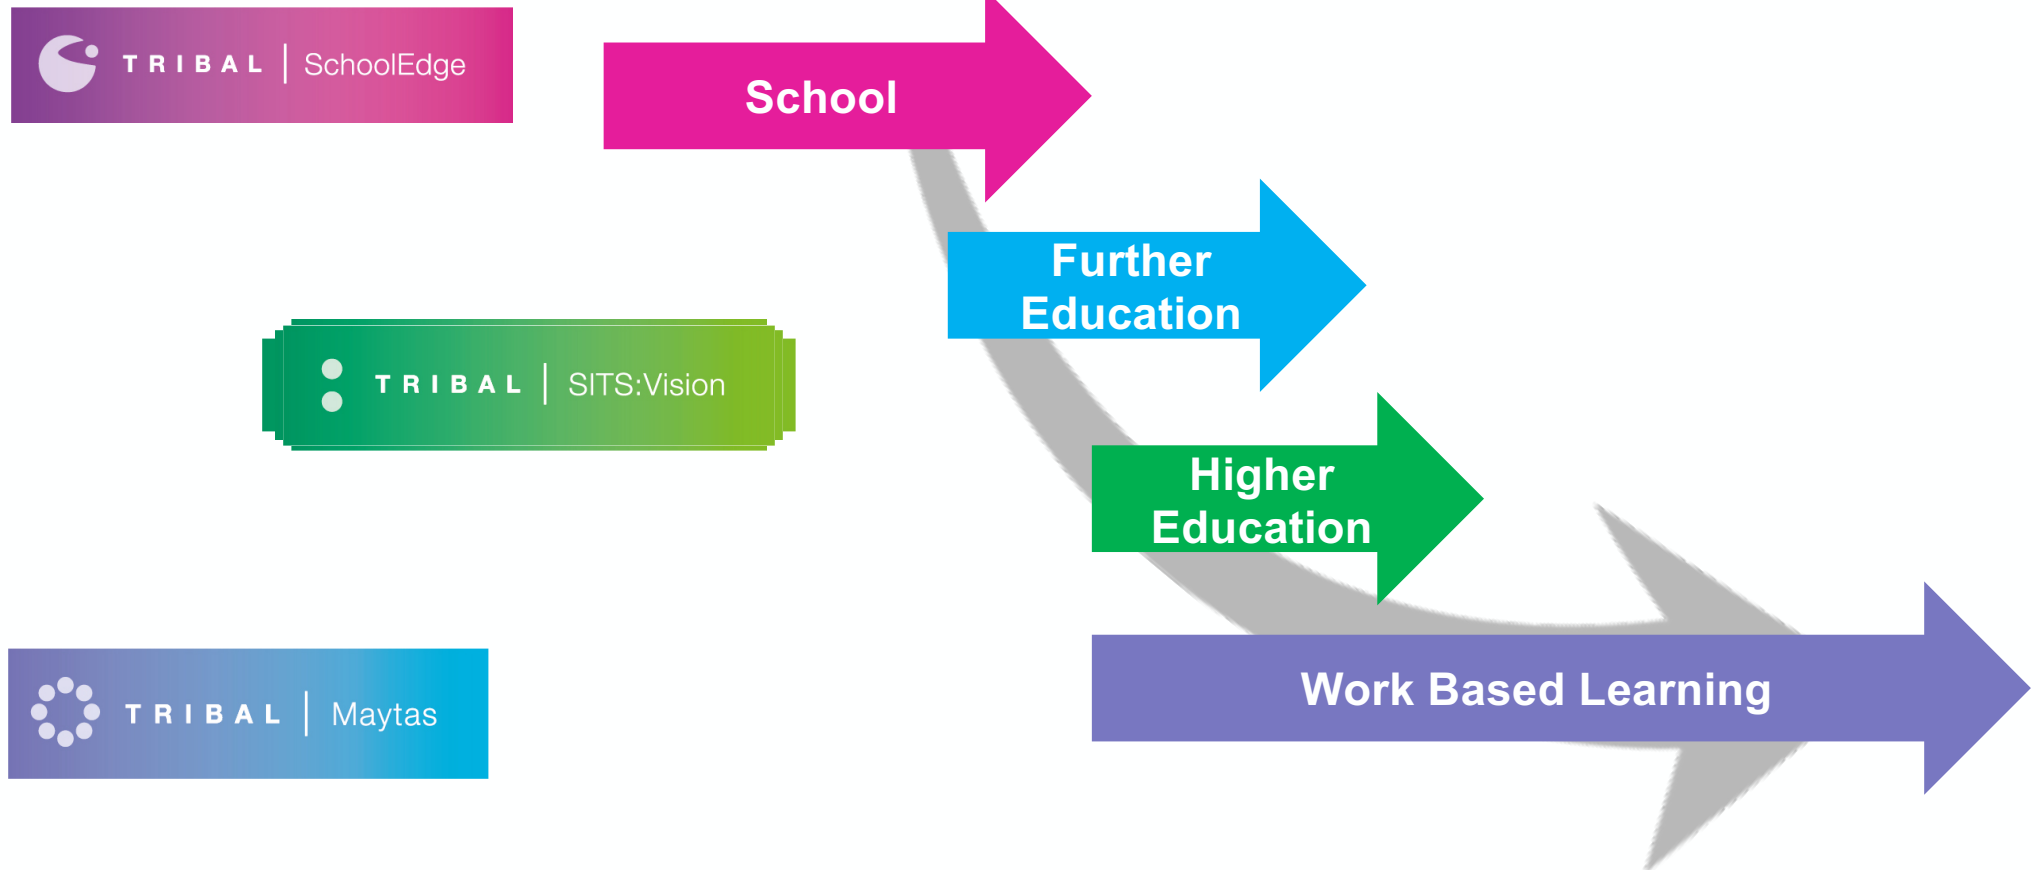 TRIBAL | SchoolEdge
School
Further
Education
TRIBAL | SITS:Vision
Higher
Education
TRIBAL | Maytas
Work Based Learning